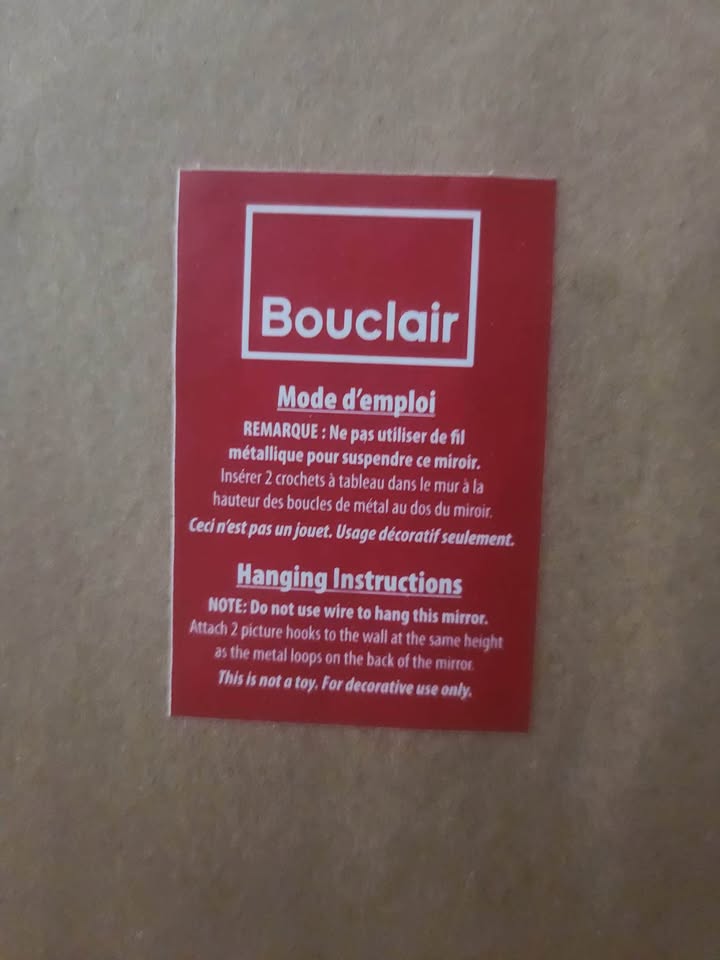 Bouclair
Mode d'emploi
REMARQUE : Ne pas utiliser de fil
métallique pour suspendre ce miroir.
Insérer 2 crochets à tableau dans le mur à la
hauteur des boucles de métal au dos du miroir.
Ceci n'est pas un jouet. Usage décoratif seulement.
Hanging Instructions
NOTE: Do not use wire to hang this mirror.
Attach 2 picture hooks to the wall at the same height
as the metal loops on the back of the mirror.
This is not a toy. For decorative use only.